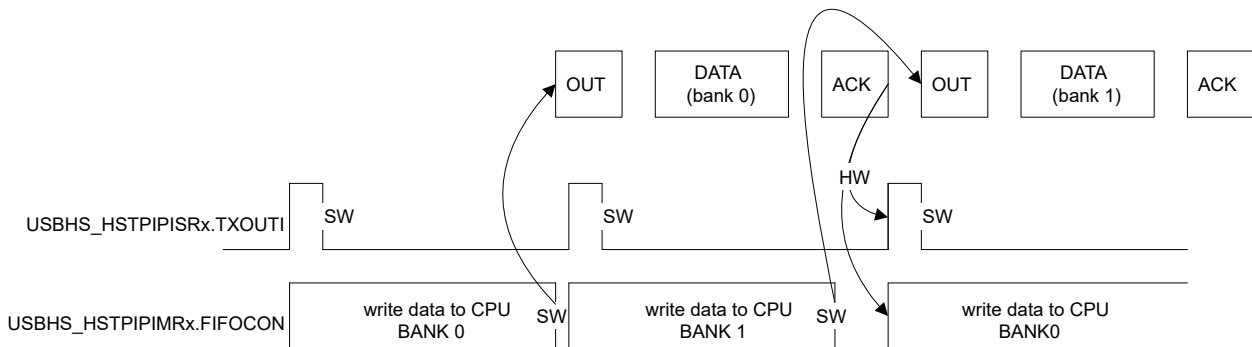 OUT
DATA
(bank 0)
ACK
OUT
DATA
(bank 1)
ACK
HW
USBHS_HSTPIPISRx.TXOUTI
SW
SW
SW
USBHS_HSTPIPIMRx.FIFOCON
write data to CPU
BANK 0
SW
write data to CPU
BANK 1
SW
write data to CPU
BANK0